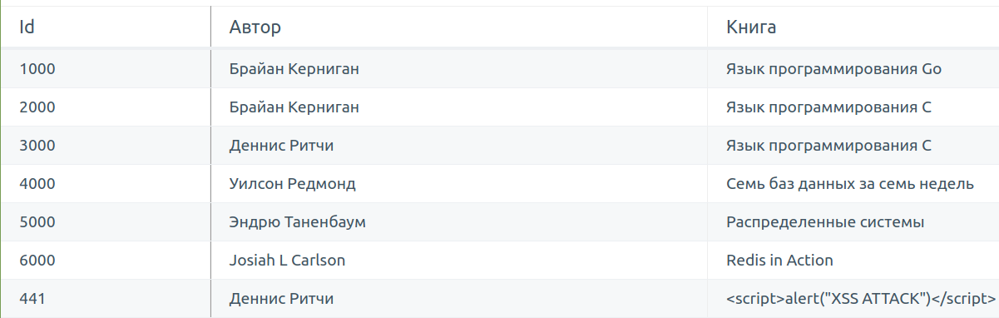 Id Автор Книга
1000 Брайан Керниган Язык программирования Go
2000 Брайан Керниган Язык программирования C
3000 Деннис Ритчи Язык программирования C
4000 Уилсон Редмонд Семь баз данных за семь недель
5000 Эндрю Таненбаум Распределенные системы
6000 Josiah L Carlson Redis in Action
441 Деннис Ритчи <script>alert("XSS ATTACK")</script>